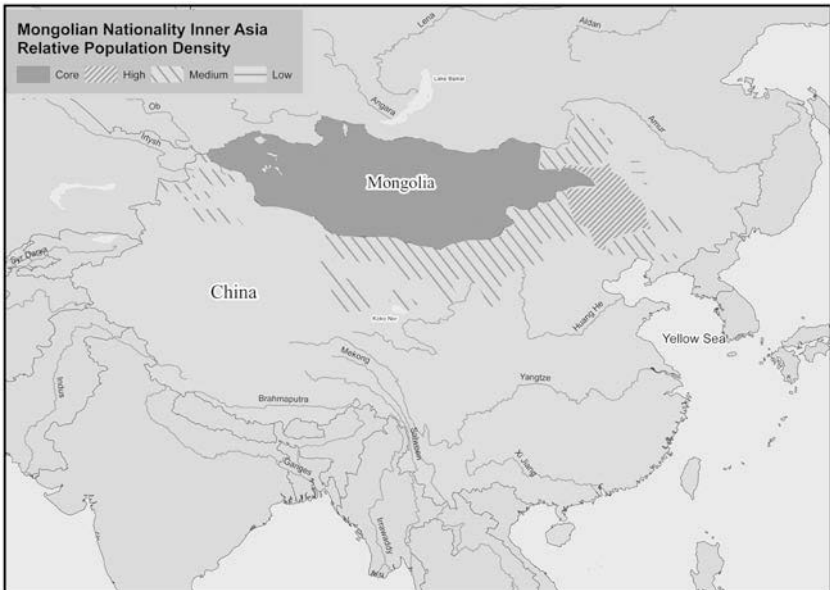 Mongolian Nationality Inner Asia
Relative Population Density
Core High Medium Low
Lena
Aldan
Lake Baikal
Angara
Ob
Irtysh
Amur
Mongolia
Syr Darya
China
Koko Nor
Huang He
Yellow Sea
Mekong
Indus
Yangtze
Brahmaputra
Salween
Ganges
Xi Jiang
Irrawaddy